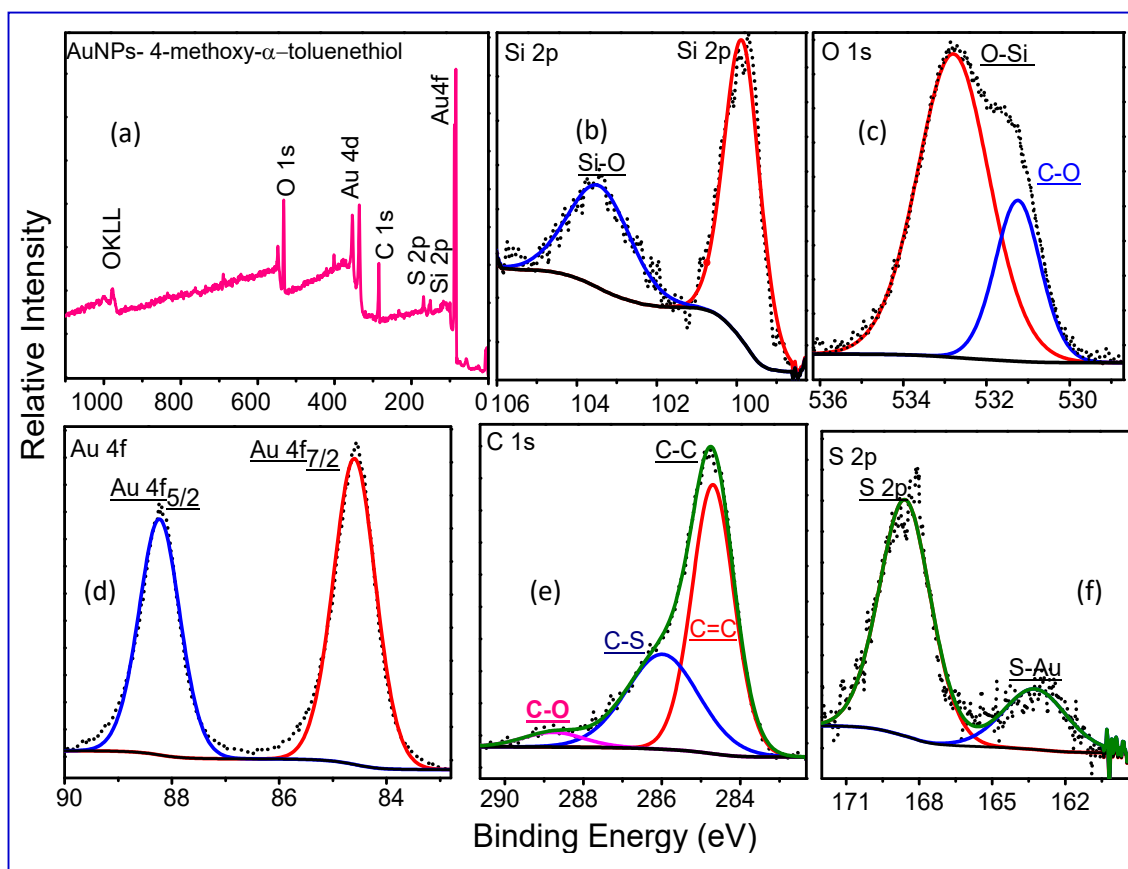 AuNPs- 4-methoxy-α-toluenethiol
(a)
OKLL
O 1s
Au 4d
C 1s
S 2p
Si 2p
Au4f
1000 800 600 400 200 0
Si 2p
Si 2p
(b)
Si-O
106 104 102 100
O 1s
O-Si
(c)
C-O
536 533 531 530
Relative Intensity
Au 4f
Au 4f5/2
Au 4f7/2
(d)
90 88 86 84
C 1s
C-C
(e)
C-S
C=C
C-O
290 288 286 284
S 2p
S 2p
(f)
S-Au
171 168 165 162
Binding Energy (eV)